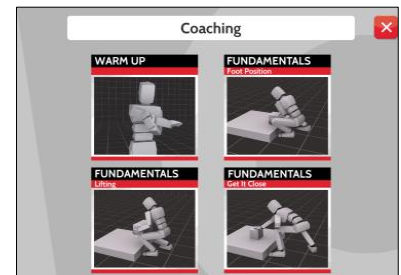 Coaching
WARM UP
FUNDAMENTALS
Foot Position
FUNDAMENTALS
Lifting
FUNDAMENTALS
Get It Close